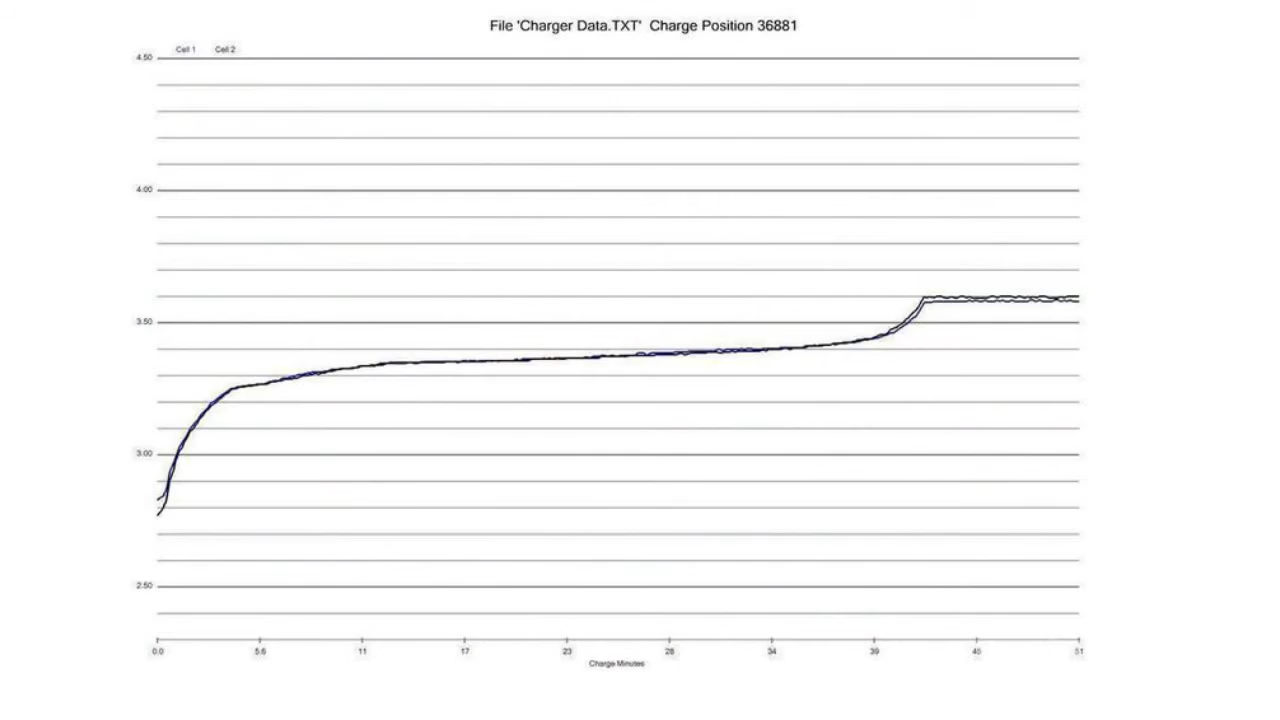 File 'Charger Data.TXT' Charge Position 36881
Cell 1 Cell 2
4.50
4.00
3.50
3.00
2.50
0.0 5.6 11 17 23 28 34 39 45 51
Charge Minutes